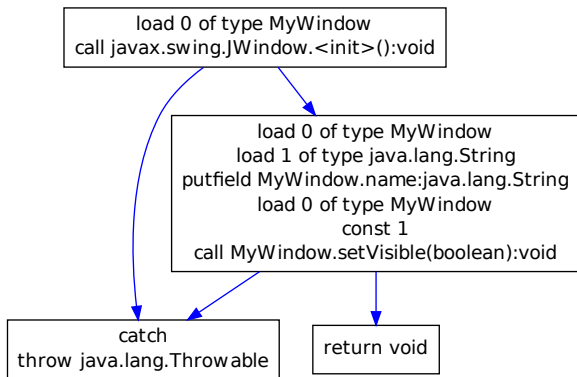 load 0 of type MyWindow
call javax.swing.JWindow.<init>():void
load 0 of type MyWindow
load 1 of type java.lang.String
putfield MyWindow.name:java.lang.String
load 0 of type MyWindow
const 1
call MyWindow.setVisible(boolean):void
catch
throw java.lang.Throwable
return void